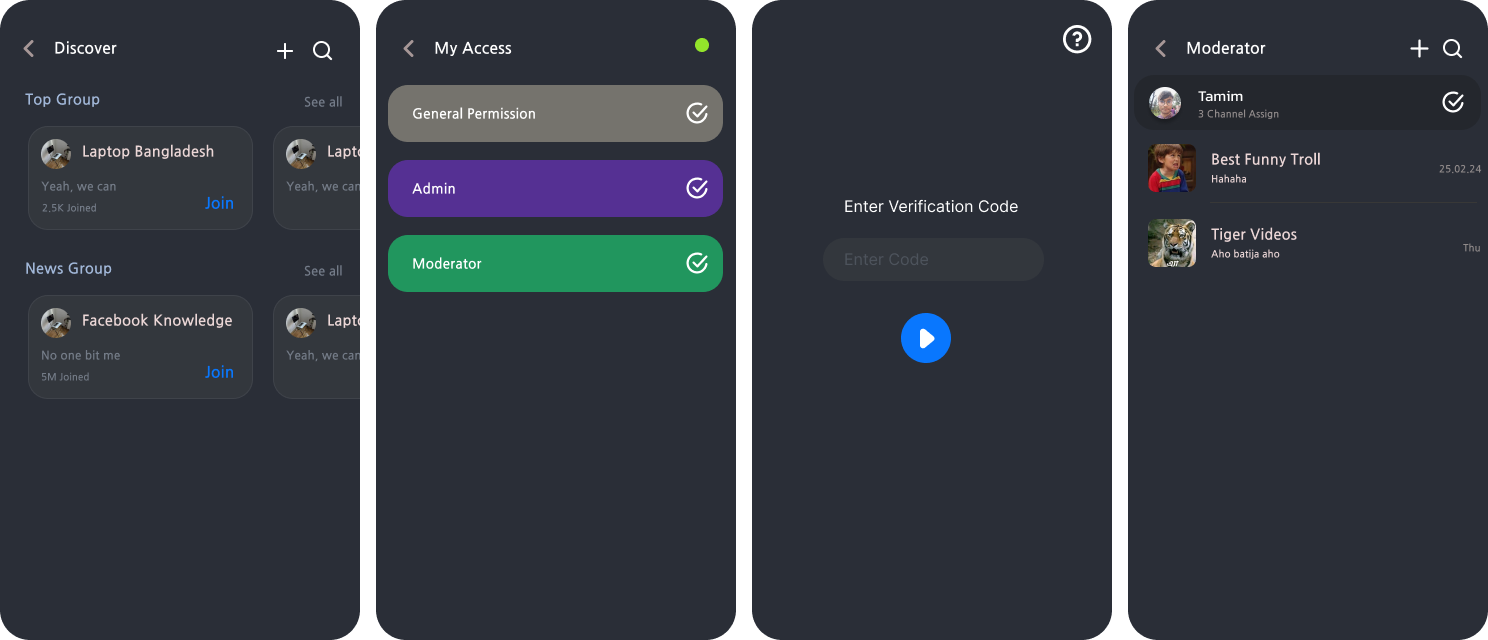 Discover
Top Group
See all
Laptop Bangladesh
Yeah, we can
2,5K Joined
Join
Lapto
Yeah, we can
News Group
See all
Facebook Knowledge
No one bit me
5M Joined
Join
Lapto
Yeah, we can
My Access
General Permission
Admin
Moderator
Enter Verification Code
Enter Code
Moderator
Tamim
3 Channel Assign
Best Funny Troll
Hahaha
25,02,24
Tiger Videos
Aho batija aho
Thu